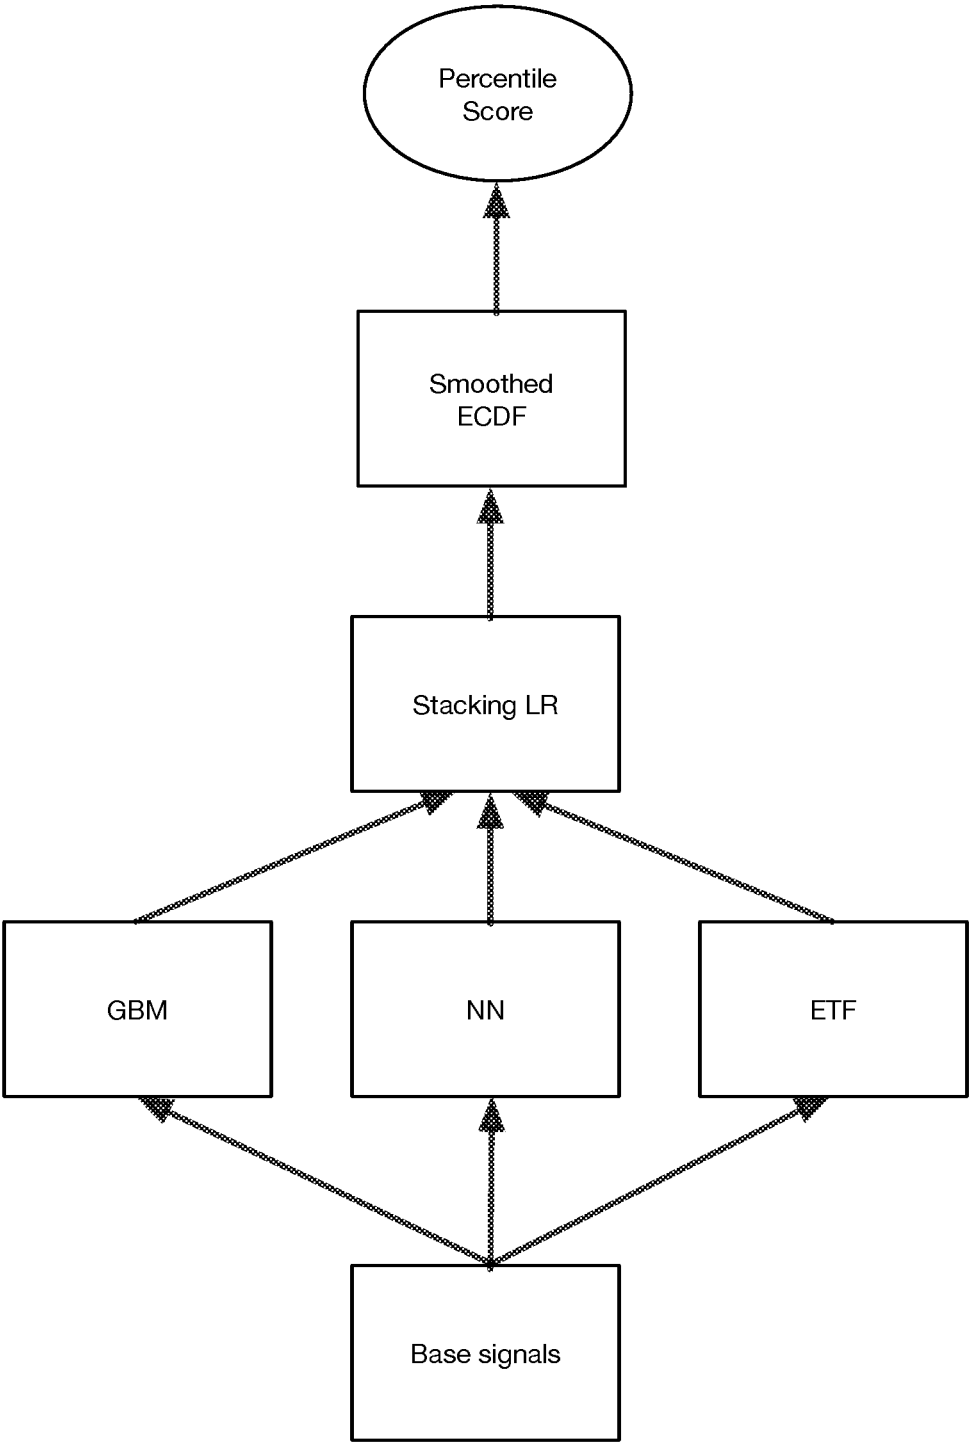 Percentile
Score
Smoothed
ECDF
Stacking LR
GBM
NN
ETF
Base signals